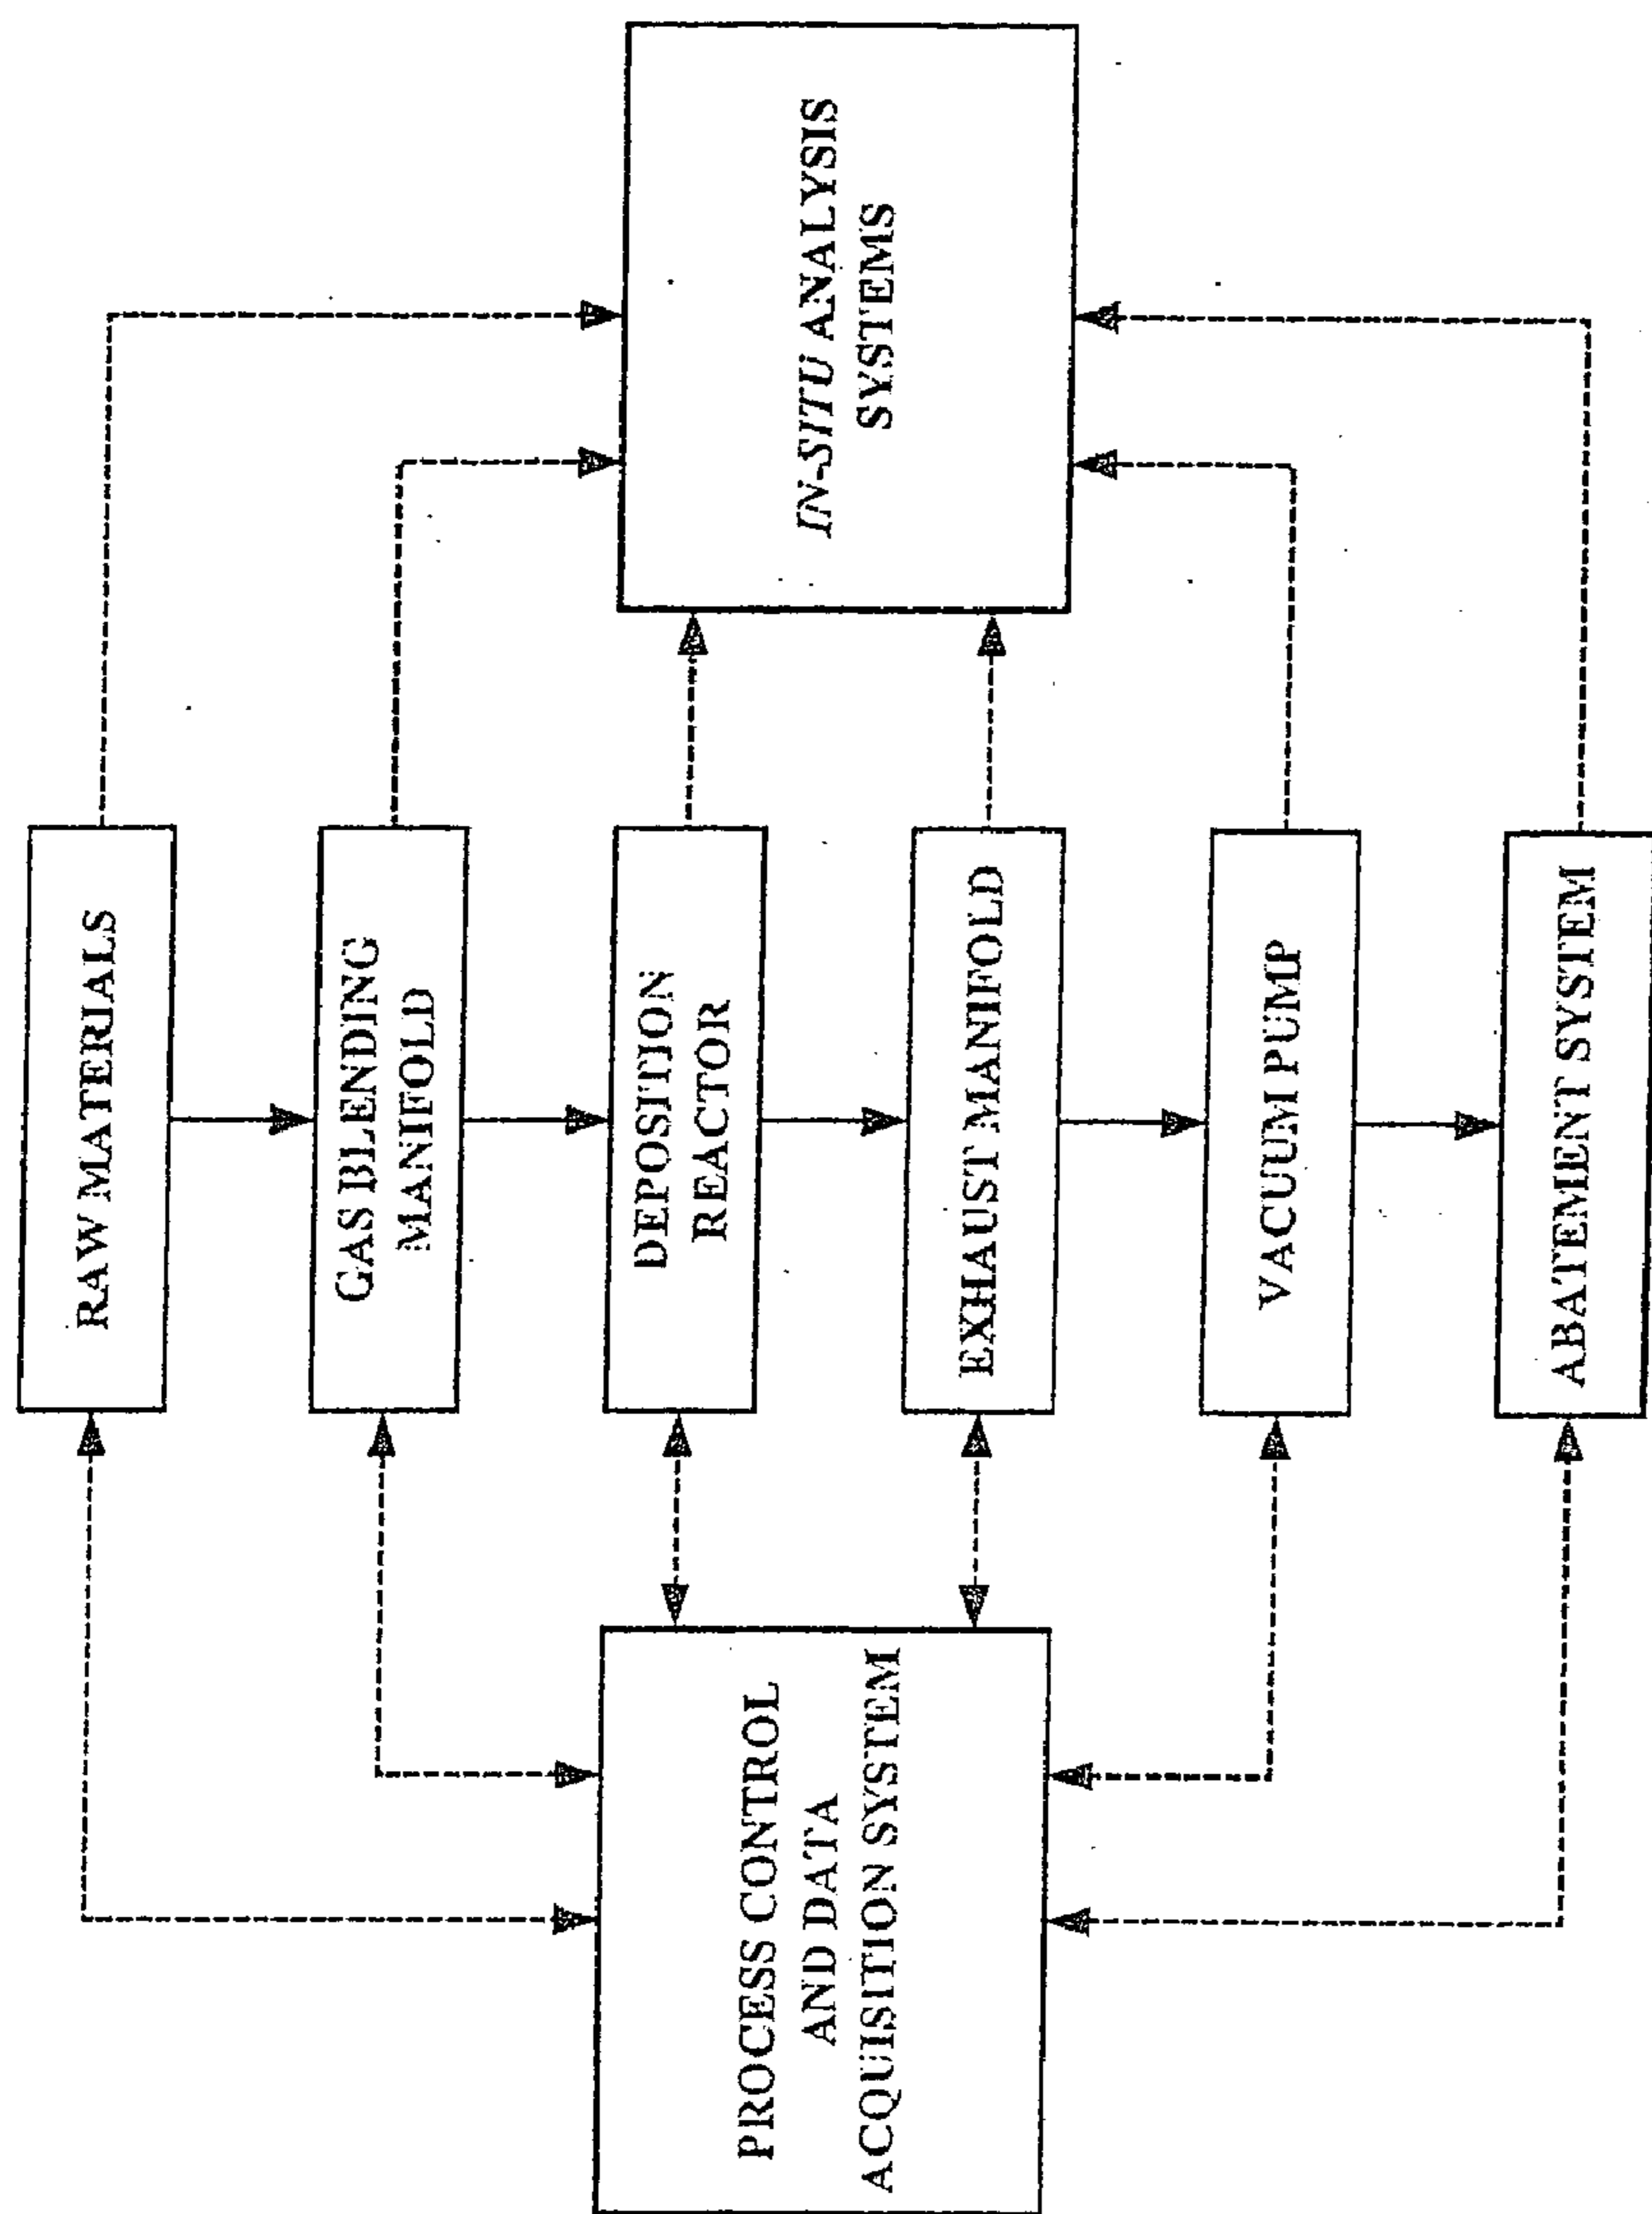 RAW MATERIALS
GAS BLENDING
MANIFOLD
DEPOSITION
REACTOR
EXHAUST MANIFOLD
VACUUM PUMP
ABATEMENT SYSTEM
IN-SITU ANALYSIS
SYSTEMS
PROCESS CONTROL
AND DATA
ACQUISITION SYSTEM